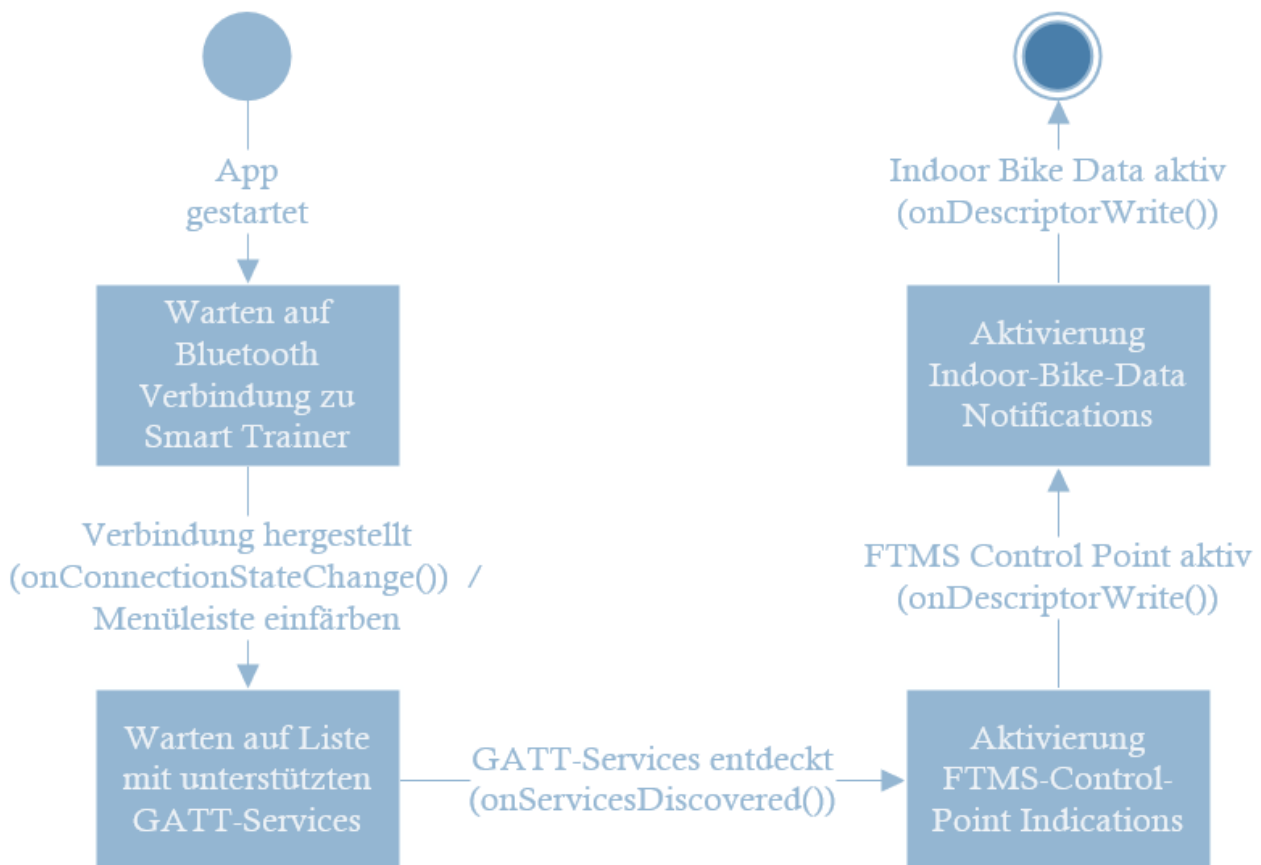 App
gestartet
Warten auf
Bluetooth
Verbindung zu
Smart Trainer
Verbindung hergestellt
(onConnectionStateChange()) /
Menüleiste einfärben
Warten auf Liste
mit unterstützten
GATT-Services
GATT-Services entdeckt
(onServicesDiscovered())
Aktivierung
FTMS-Control-
Point Indications
FTMS Control Point aktiv
(onDescriptorWrite())
Aktivierung
Indoor-Bike-Data
Notifications
Indoor Bike Data aktiv
(onDescriptorWrite())